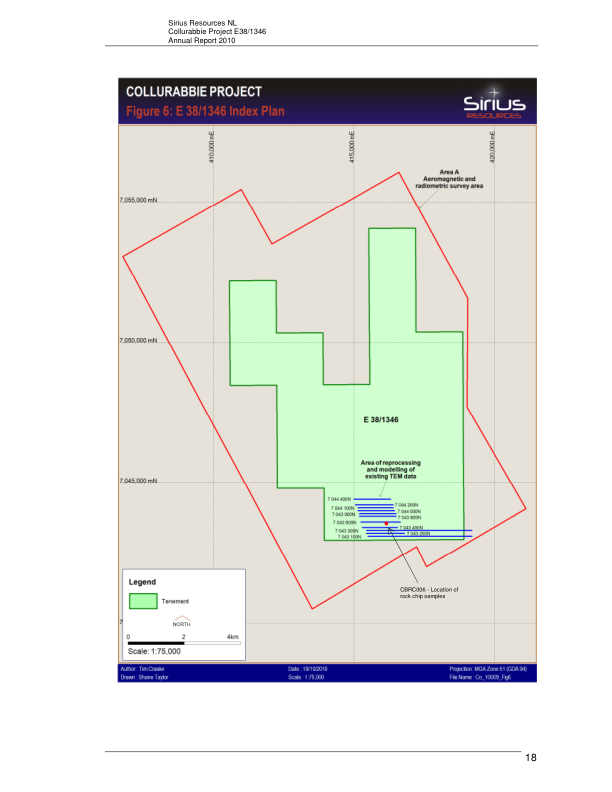 Sirius Resources NL
Collurabbie Project E38/1346
Annual Report 2010
COLLURABBIE PROJECT
Figure 6: E 38/1346 Index Plan
Sirius
RESOURCES
410,000 mE
415,000 mE
420,000 mE
Area A
Aeromagnetic and
radiometric survey area
7,055,000 mN
7,050,000 mN
E 38/1346
Area of reprocessing
and modelling of
existing TEM data
7,045,000 mN
7 044 400N
7 044 200N
7 044 100N
7 044 000N
7 043 900N
7 043 800N
7 043 600N
7 043 400N
7 043 300N
7 043 200N
7 043 100N
CBRC006 - Location of
rock chip samples
Legend
Tenement
NORTH
7
0 2 4km
Scale: 1:75,000
Author : Tim Craske
Date : 19/10/2010
Projection: MGA Zone 51 (GDA 94)
Drawn : Shane Taylor
Scale : 1:75,000
File Name : Co_10009_Fig6
18